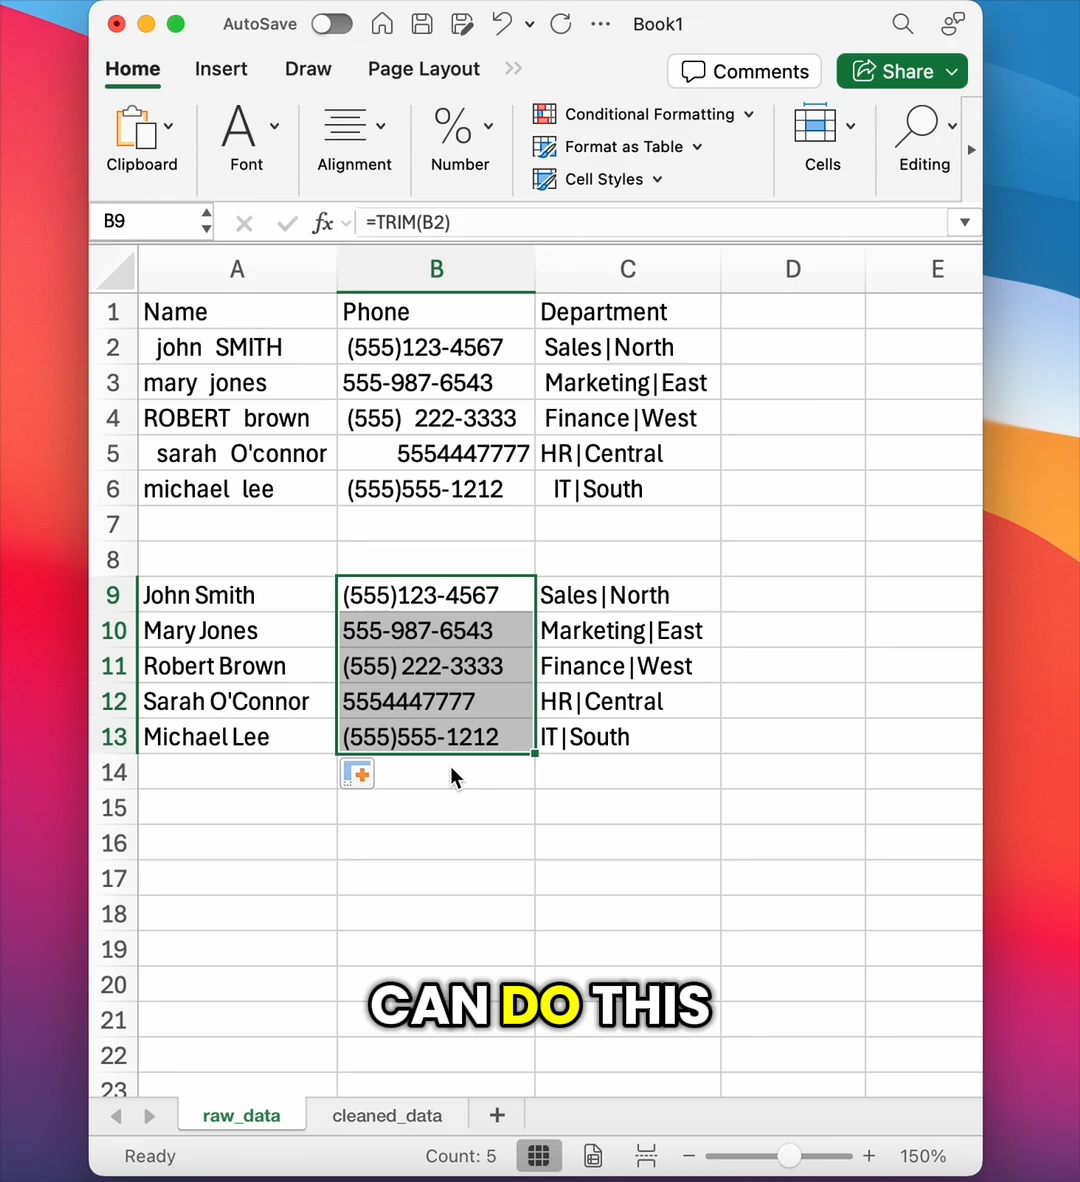 AutoSave Book1
Home Insert Draw Page Layout >> Comments Share
Conditional Formatting
Format as Table
Cell Styles
Clipboard Font Alignment Number Cells Editing
B9 fx =TRIM(B2)
A B C D E
1 Name Phone Department
2 john SMITH (555)123-4567 Sales|North
3 mary jones 555-987-6543 Marketing|East
4 ROBERT brown (555) 222-3333 Finance|West
5 sarah O'connor 5554447777 HR|Central
6 michael lee (555)555-1212 IT|South
7
8
9 John Smith (555)123-4567 Sales|North
10 Mary Jones 555-987-6543 Marketing|East
11 Robert Brown (555) 222-3333 Finance|West
12 Sarah O'Connor 5554447777 HR|Central
13 Michael Lee (555)555-1212 IT|South
14
15
16
17
18
19
20
CAN DO THIS
21
22
23
raw_data cleaned_data +
Ready Count: 5 − + 150%